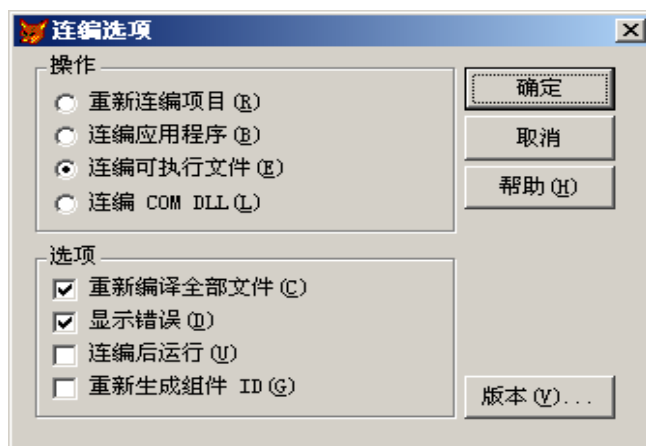 连编选项
操作
重新连编项目(R)
连编应用程序(B)
连编可执行文件(E)
连编 COM DLL(L)
确定
取消
帮助(H)
选项
重新编译全部文件(C)
显示错误(D)
连编后运行(U)
重新生成组件 ID(G)
版本(V)...